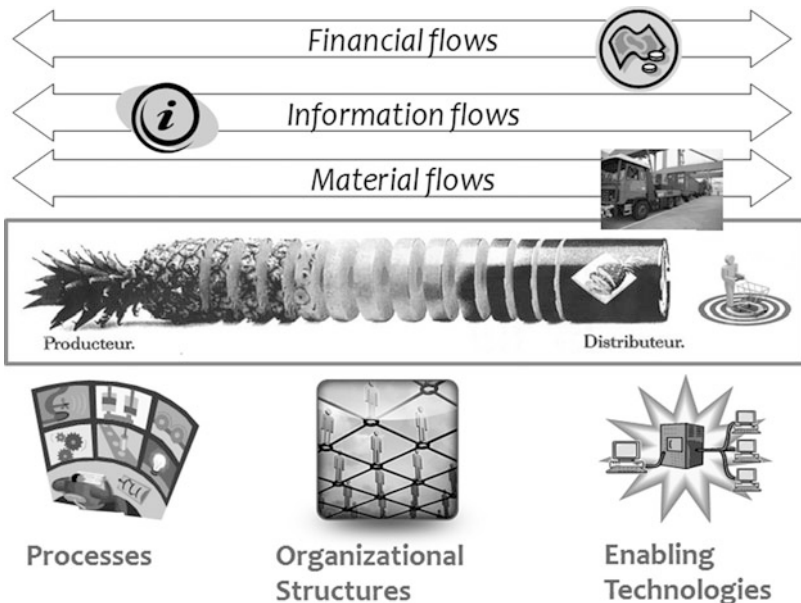 Financial flows
i
Information flows
Material flows
Producteur.
Distributeur.
Processes
Organizational
Structures
Enabling
Technologies